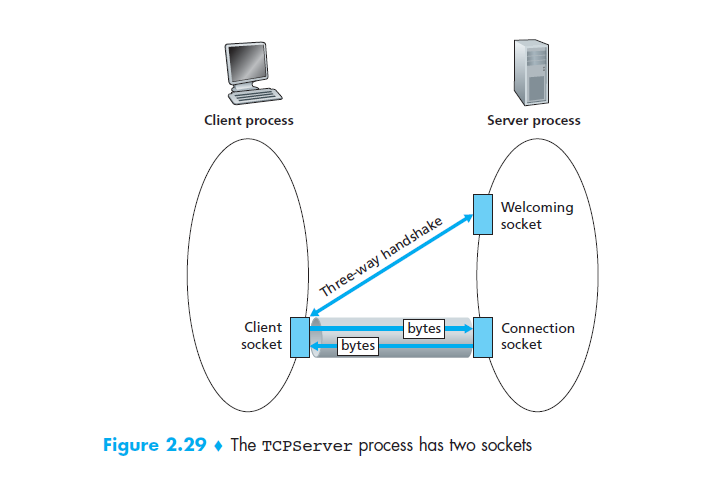 Client process
Server process
Welcoming
socket
Three-way handshake
Client
socket
bytes
bytes
Connection
socket
Figure 2.29 ♦ The TCPServer process has two sockets